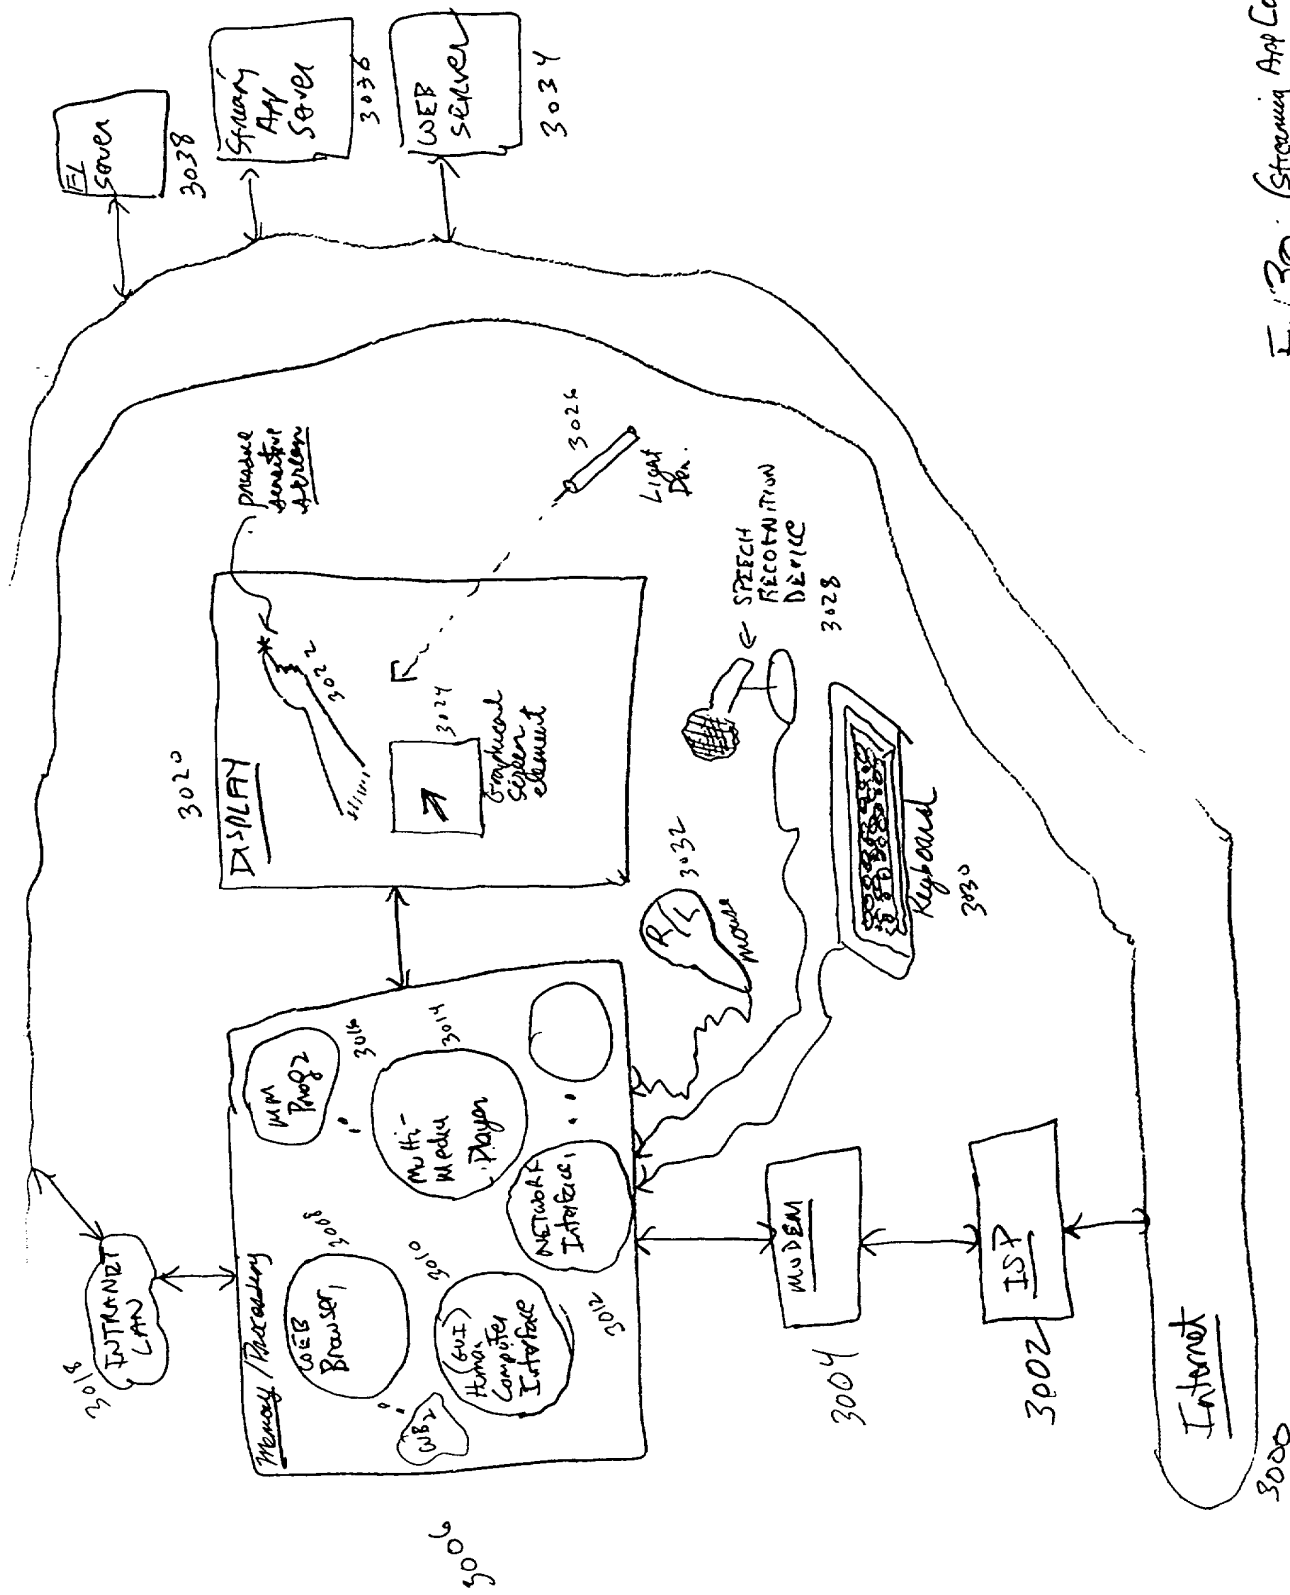 3018
INTRANET
LAN
3006
Memory / Processing
WEB
Browser,
3008
WB2
(GUI)
Human
Computer
Interface
3010
3012
MM
Prog 2
3016
Multi-
Media
Player
3014
NETWORK
Interface,
3020
DISPLAY
3022
pressure
sensitive
screen
3024
Graphical
screen
element
3026
Light
Pen.
SPEECH
RECOGNITION
DEVICE
3028
R/L
mouse
3032
Keyboard
3030
MODEM
3004
ISP
3002
Internet
3000
Server
3038
Streaming
App
Server
3036
WEB
Server
3034
(Streaming App